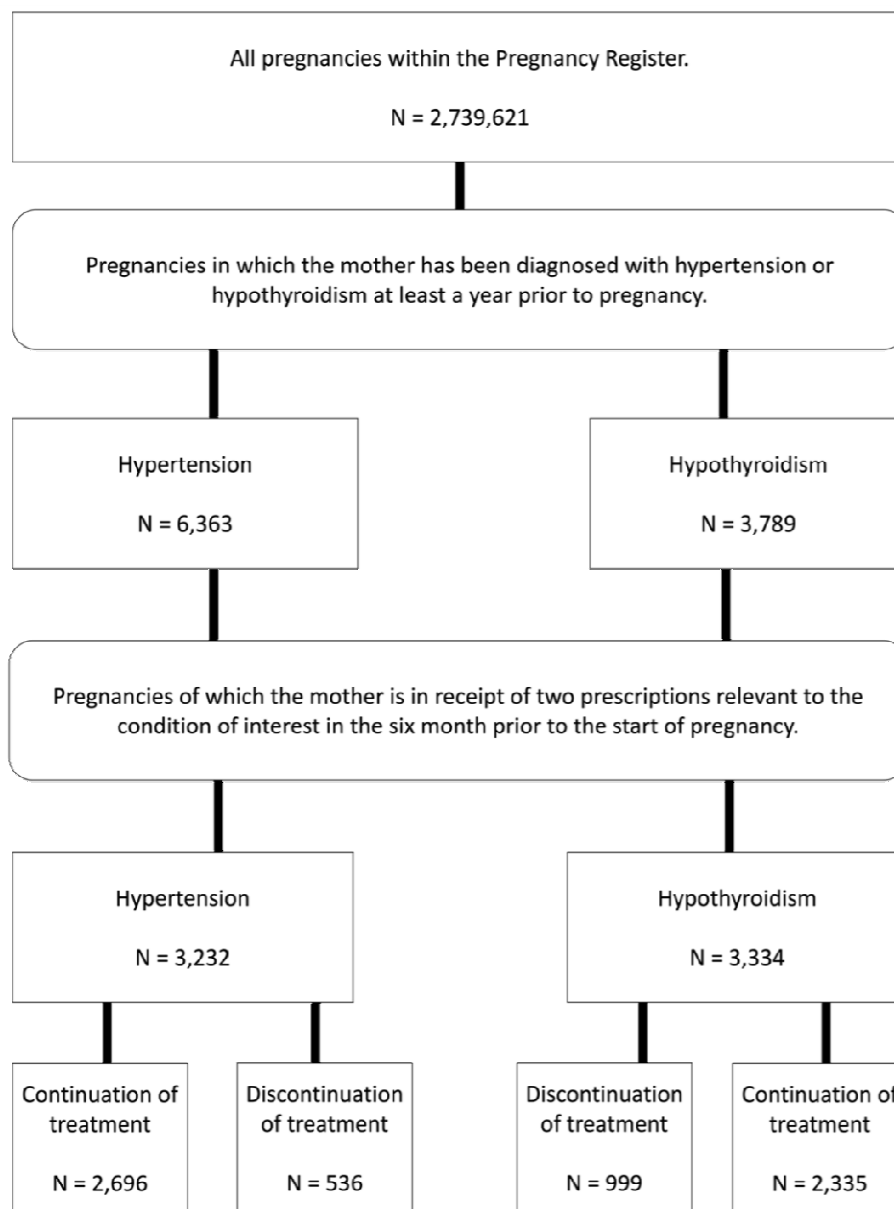 All pregnancies within the Pregnancy Register.
N = 2,739,621
Pregnancies in which the mother has been diagnosed with hypertension or
hypothyroidism at least a year prior to pregnancy.
Hypertension
N = 6,363
Hypothyroidism
N = 3,789
Pregnancies of which the mother is in receipt of two prescriptions relevant to the
condition of interest in the six month prior to the start of pregnancy.
Hypertension
N = 3,232
Hypothyroidism
N = 3,334
Continuation of
treatment
N = 2,696
Discontinuation
of treatment
N = 536
Discontinuation
of treatment
N = 999
Continuation of
treatment
N = 2,335